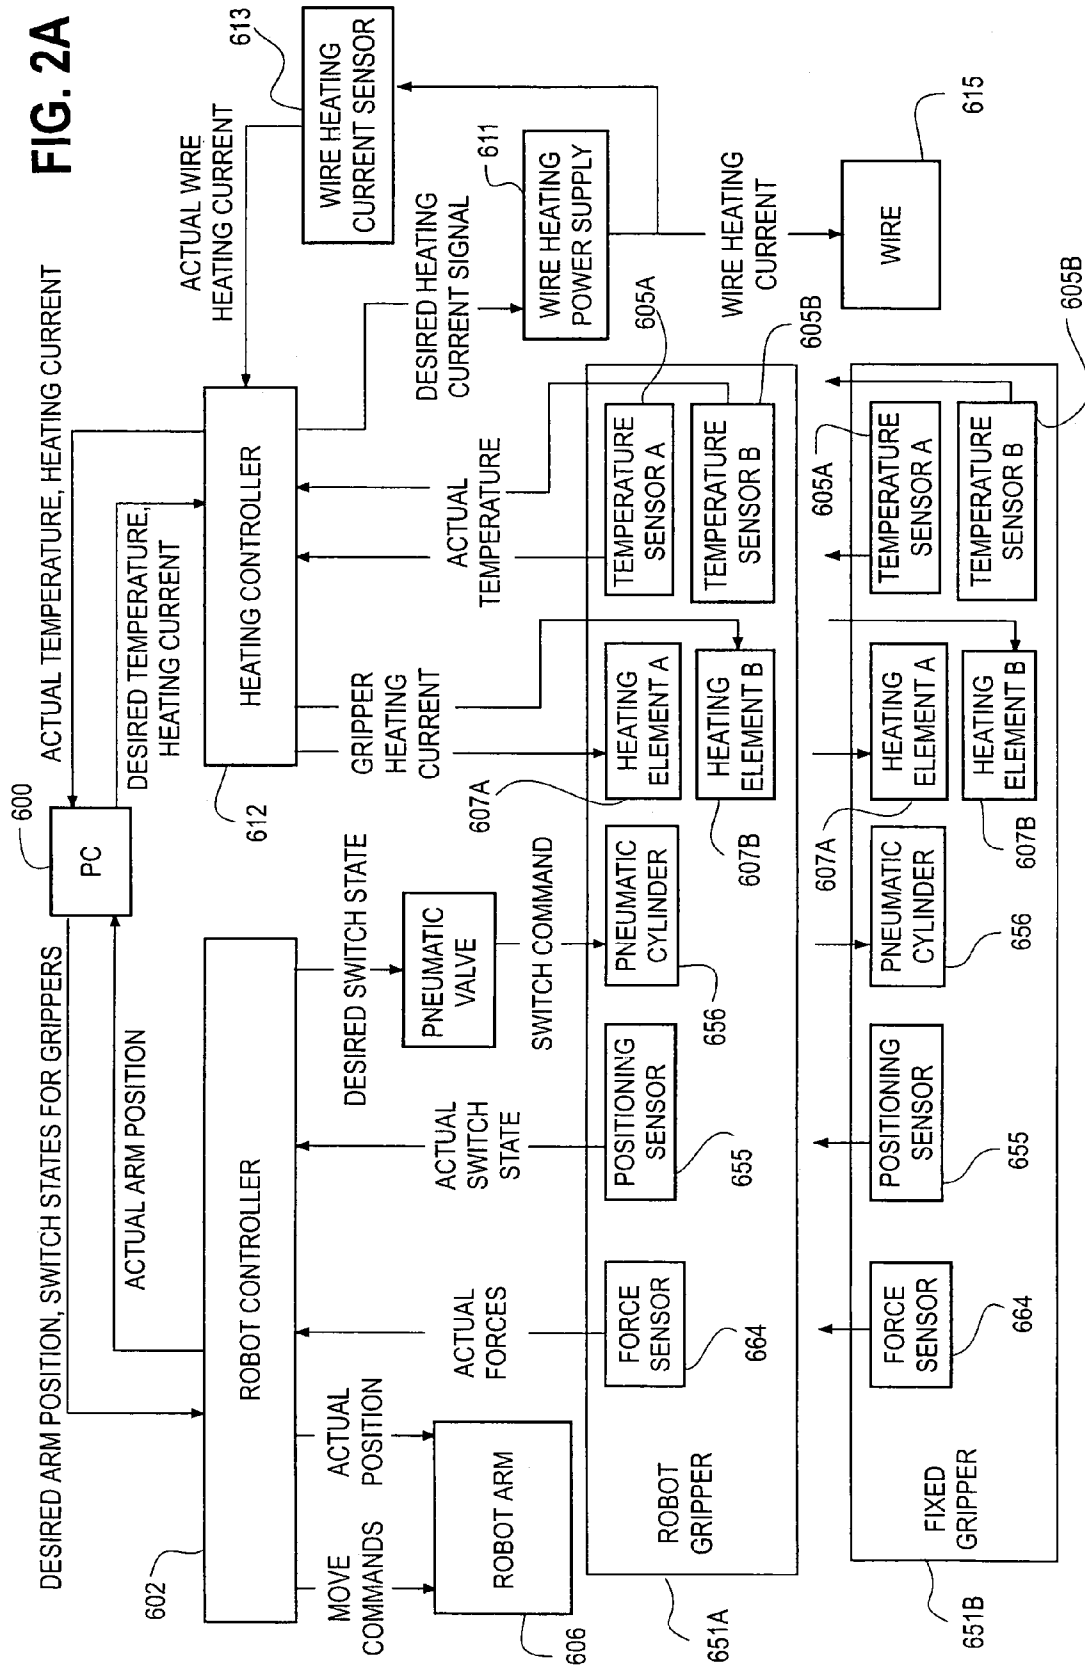 FIG. 2A
DESIRED ARM POSITION, SWITCH STATES FOR GRIPPERS
ACTUAL ARM POSITION
600
PC
ACTUAL TEMPERATURE, HEATING CURRENT
DESIRED TEMPERATURE,
HEATING CURRENT
602
ROBOT CONTROLLER
612
HEATING CONTROLLER
ACTUAL WIRE
HEATING CURRENT
613
WIRE HEATING
CURRENT SENSOR
MOVE
COMMANDS
ACTUAL
POSITION
ACTUAL
FORCES
ACTUAL
SWITCH
STATE
DESIRED SWITCH STATE
PNEUMATIC
VALVE
SWITCH COMMAND
GRIPPER
HEATING
CURRENT
ACTUAL
TEMPERATURE
DESIRED HEATING
CURRENT SIGNAL
611
WIRE HEATING
POWER SUPPLY
606
ROBOT ARM
WIRE HEATING
CURRENT
615
WIRE
651A
ROBOT
GRIPPER
FORCE
SENSOR
664
POSITIONING
SENSOR
655
PNEUMATIC
CYLINDER
656
607A
HEATING
ELEMENT A
607B
HEATING
ELEMENT B
605A
TEMPERATURE
SENSOR A
605B
TEMPERATURE
SENSOR B
651B
FIXED
GRIPPER
FORCE
SENSOR
664
POSITIONING
SENSOR
655
PNEUMATIC
CYLINDER
656
607A
HEATING
ELEMENT A
607B
HEATING
ELEMENT B
605A
TEMPERATURE
SENSOR A
605B
TEMPERATURE
SENSOR B